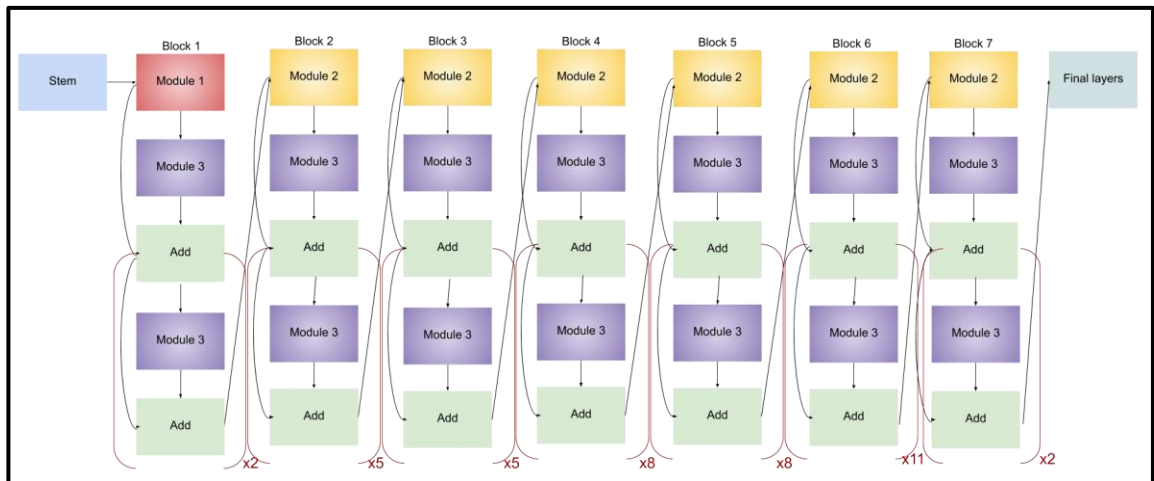 Block 1
Block 2
Block 3
Block 4
Block 5
Block 6
Block 7
Stem
Module 1
Module 2
Module 2
Module 2
Module 2
Module 2
Module 2
Final layers
Module 3
Module 3
Module 3
Module 3
Module 3
Module 3
Module 3
Add
Add
Add
Add
Add
Add
Add
Module 3
Module 3
Module 3
Module 3
Module 3
Module 3
Module 3
Add
Add
Add
Add
Add
Add
Add
x2
x5
x5
x8
x8
x11
x2